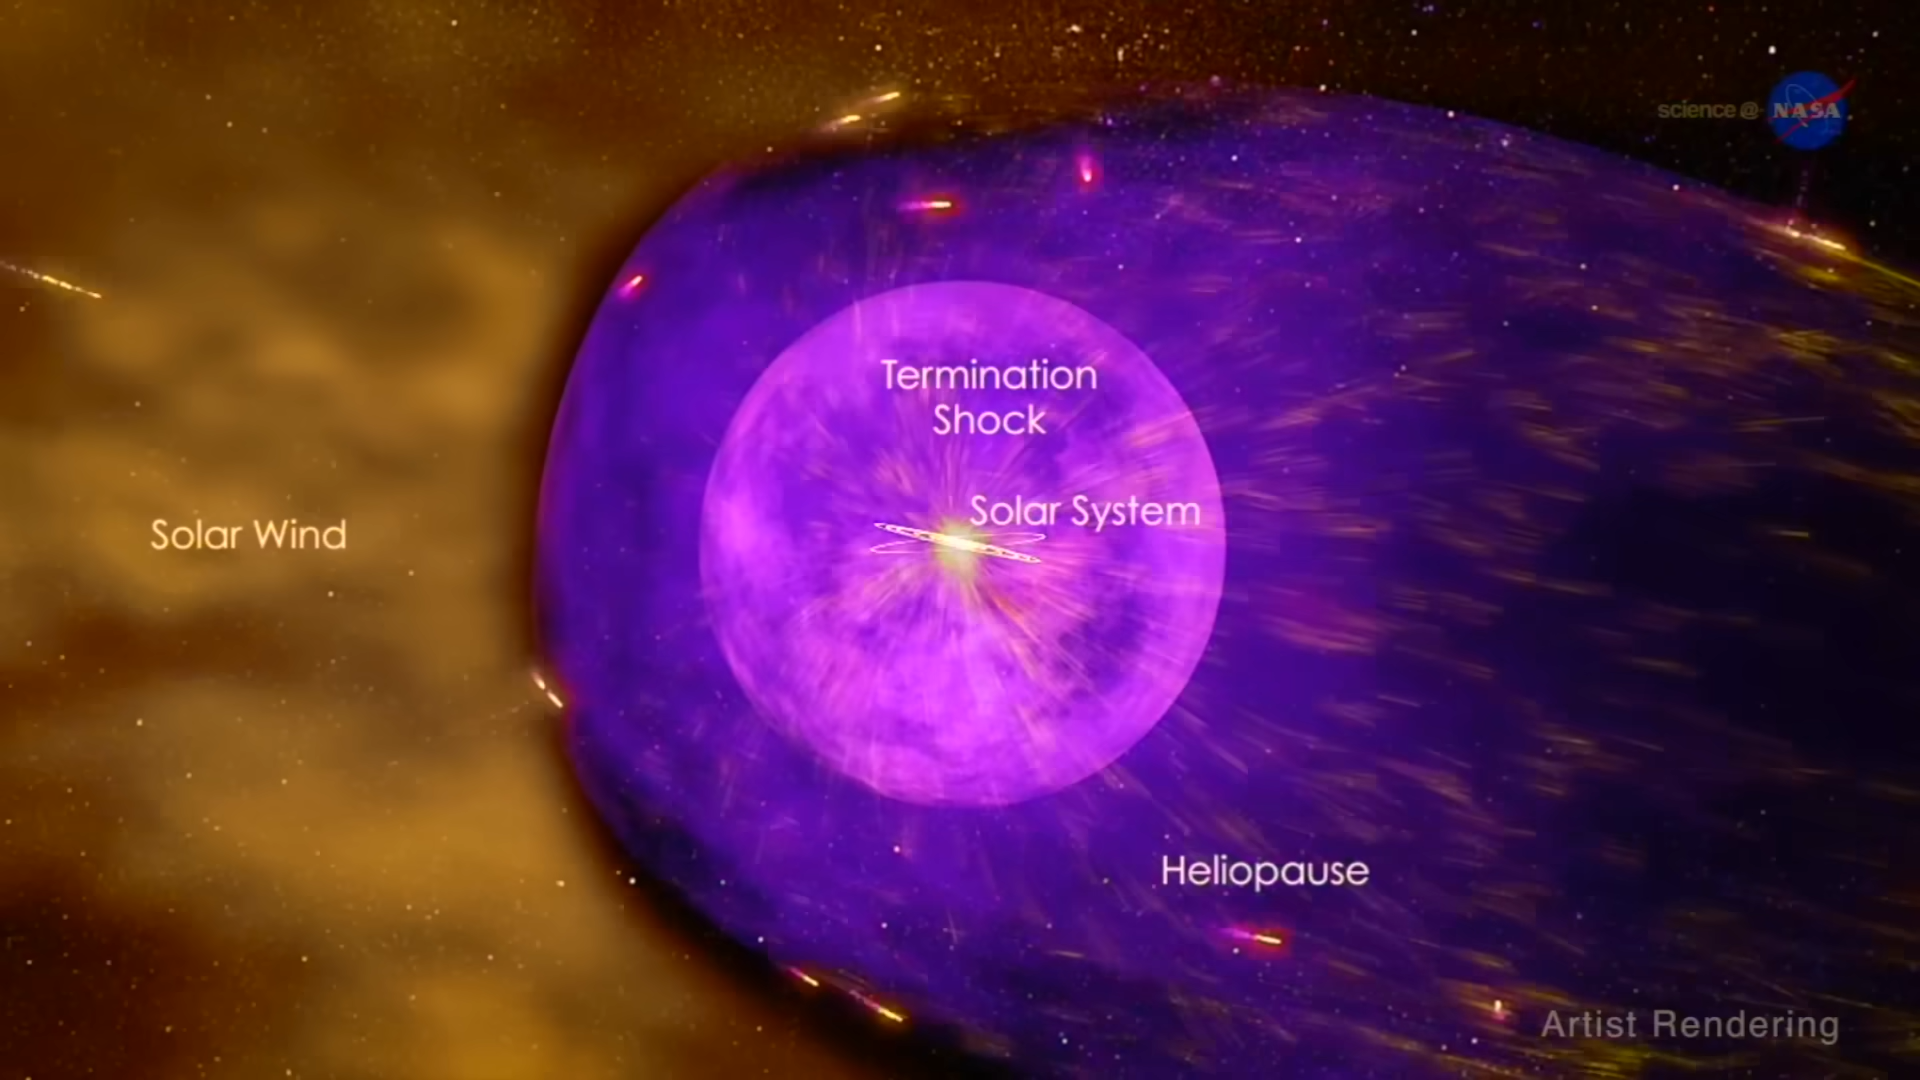 science@ NASA
Termination
Shock
Solar System
Solar Wind
Heliopause
Artist Rendering